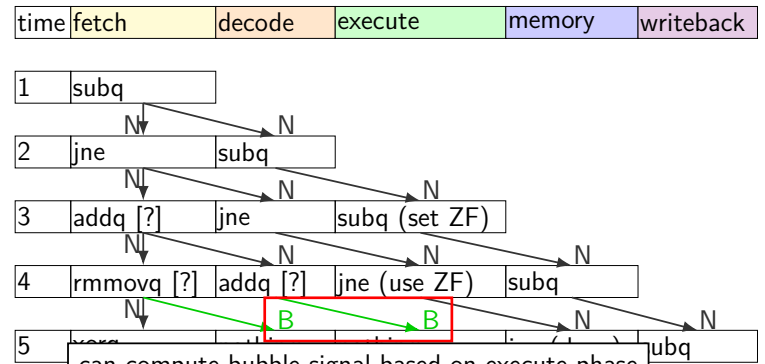 time fetch decode execute memory writeback
1 subq
N N
2 jne subq
N N N
3 addq [?] jne subq (set ZF)
N N N N
4 rmmovq [?] addq [?] jne (use ZF) subq
N B B N N
5
can compute bubble signal based on execute phase